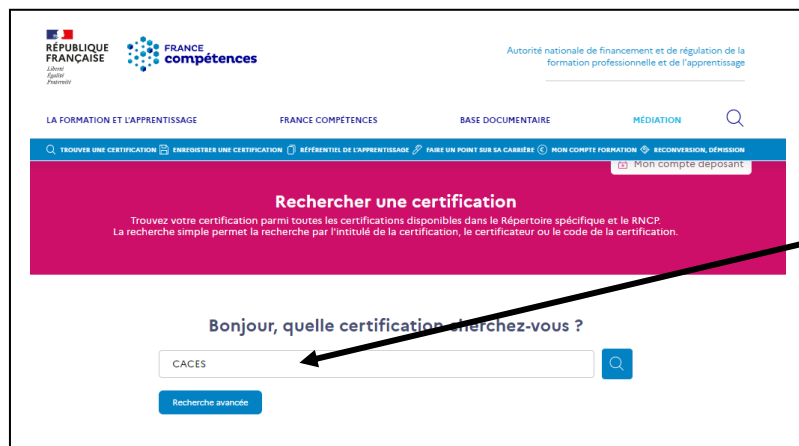 RÉPUBLIQUE
FRANÇAISE
Liberté
Égalité
Fraternité
FRANCE
compétences
Autorité nationale de financement et de régulation de la
formation professionnelle et de l'apprentissage
LA FORMATION ET L'APPRENTISSAGE FRANCE COMPÉTENCES BASE DOCUMENTAIRE MÉDIATION
TROUVER UNE CERTIFICATION ENREGISTRER UNE CERTIFICATION RÉFÉRENTIEL DE L'APPRENTISSAGE FAIRE UN POINT SUR SA CARRIÈRE MON COMPTE FORMATION RECONVERSION, DÉMISSION
Mon compte déposant
Rechercher une certification
Trouvez votre certification parmi toutes les certifications disponibles dans le Répertoire spécifique et le RNCP.
La recherche simple permet la recherche par l'intitulé de la certification, le certificateur ou le code de la certification.
Bonjour, quelle certification cherchez-vous ?
CACES
Recherche avancée